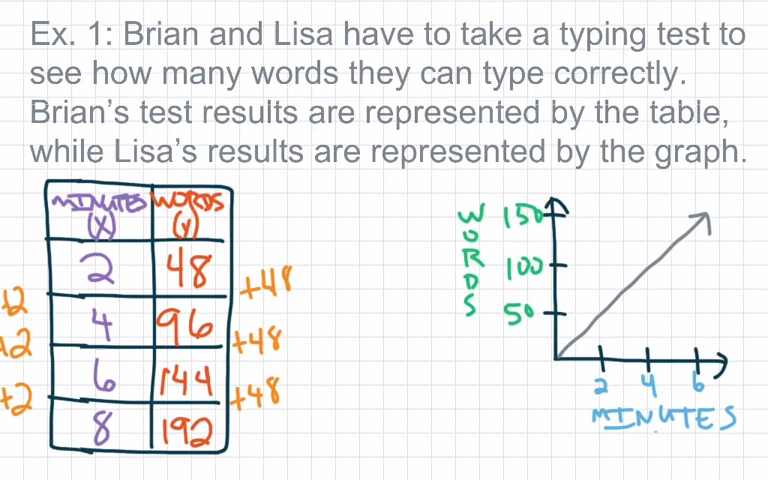 Ex. 1: Brian and Lisa have to take a typing test to
see how many words they can type correctly.
Brian's test results are represented by the table,
while Lisa's results are represented by the graph.
MINUTES (X) WORDS (Y)
2 48
4 96
6 144
8 192
+2 +48
+2 +48
+2 +48
WORDS
150
100
50
2 4 6
MINUTES